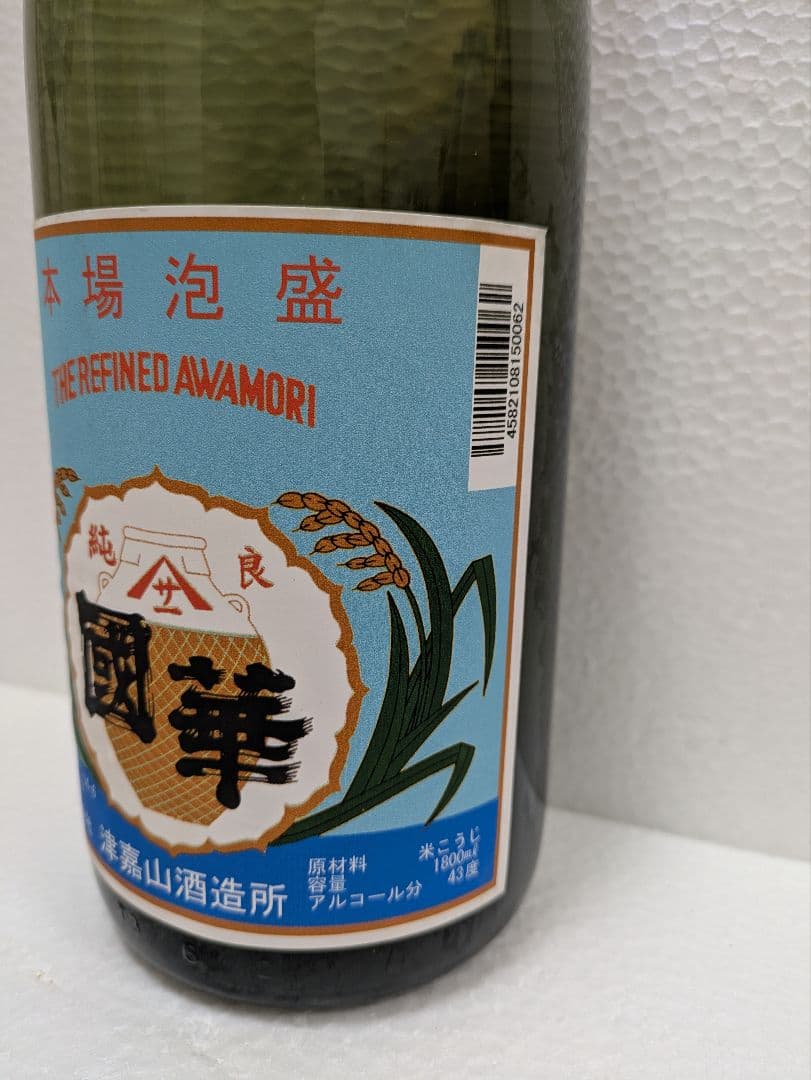 本場泡盛
THE REFINED AWAMORI
4582108150062
純良
サ
國華
津嘉山酒造所
原材料 米こうじ
容量 1800mℓ
アルコール分 43度